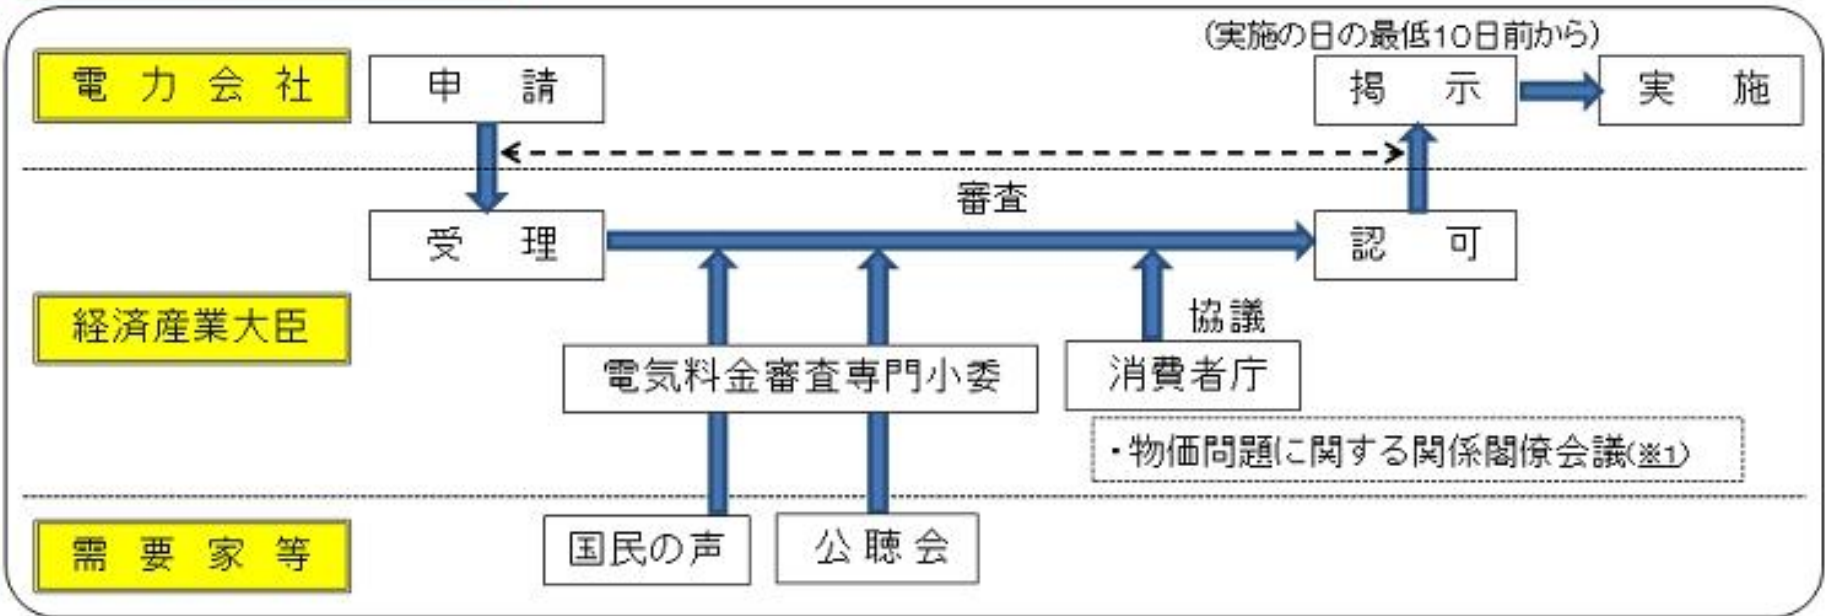 (実施の日の最低10日前から)
電力会社
申請
掲示
実施
審査
受理
認可
経済産業大臣
協議
電気料金審査専門小委
消費者庁
・物価問題に関する関係閣僚会議(※1)
需要家等
国民の声
公聴会